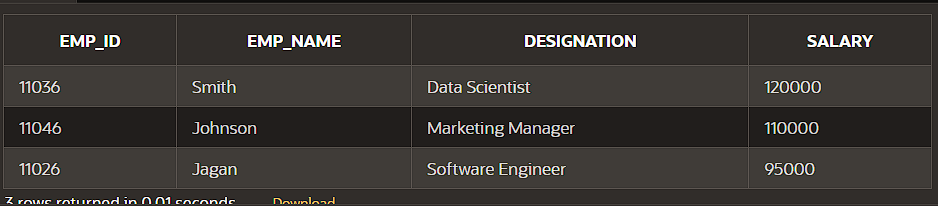 EMP_ID EMP_NAME DESIGNATION SALARY
11036 Smith Data Scientist 120000
11046 Johnson Marketing Manager 110000
11026 Jagan Software Engineer 95000
3 rows returned in 0.01 seconds Download